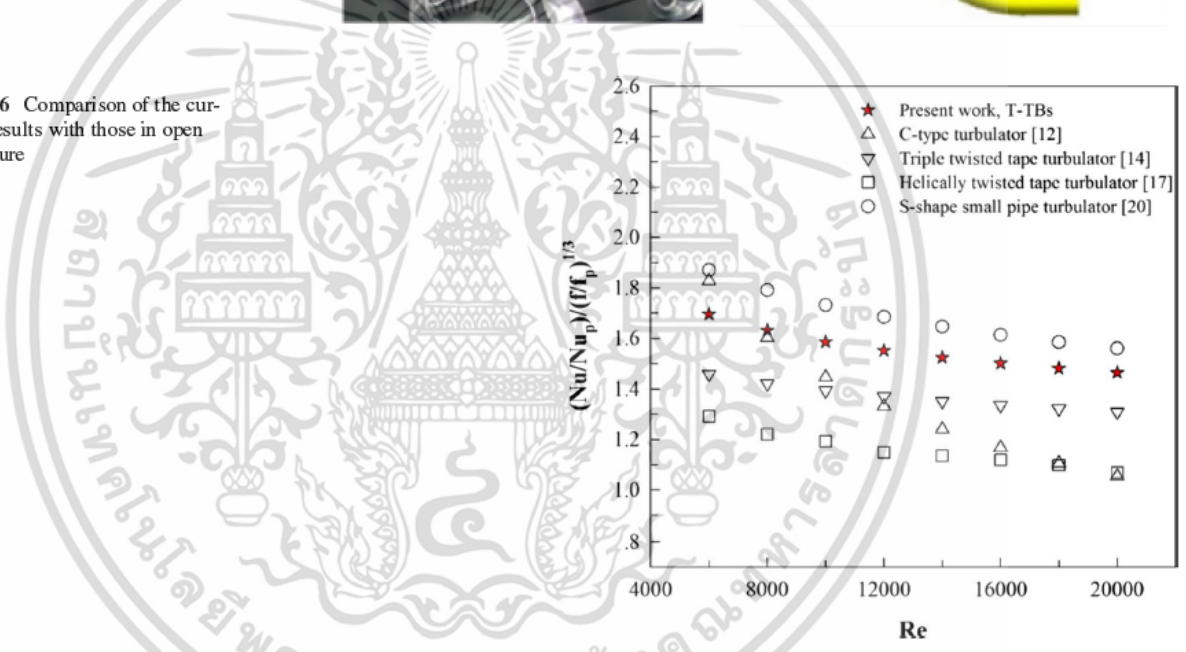 6 Comparison of the cur-
esults with those in open
ure
2.6
2.4
2.2
2.0
1.8
1.6
1.4
1.2
1.0
.8
(Nu/Nup)/(f/fp)1/3
Present work, T-TBs
C-type turbulator [12]
Triple twisted tape turbulator [14]
Helically twisted tape turbulator [17]
S-shape small pipe turbulator [20]
4000 8000 12000 16000 20000
Re